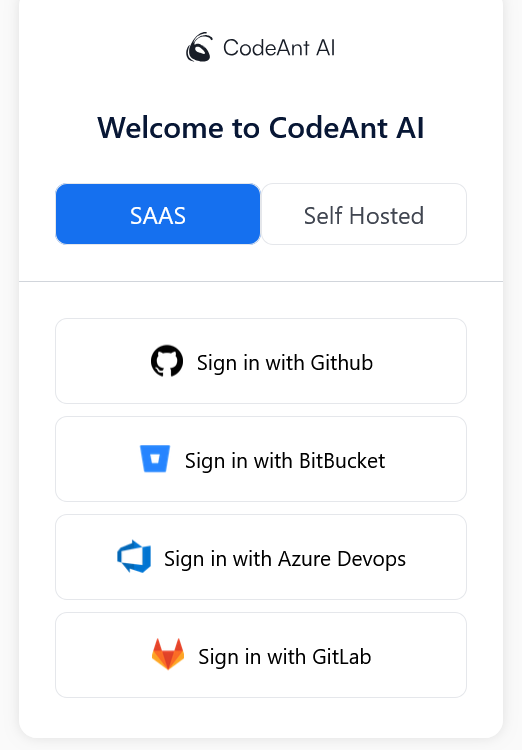 CodeAnt AI
Welcome to CodeAnt AI
SAAS
Self Hosted
Sign in with Github
Sign in with BitBucket
Sign in with Azure Devops
Sign in with GitLab